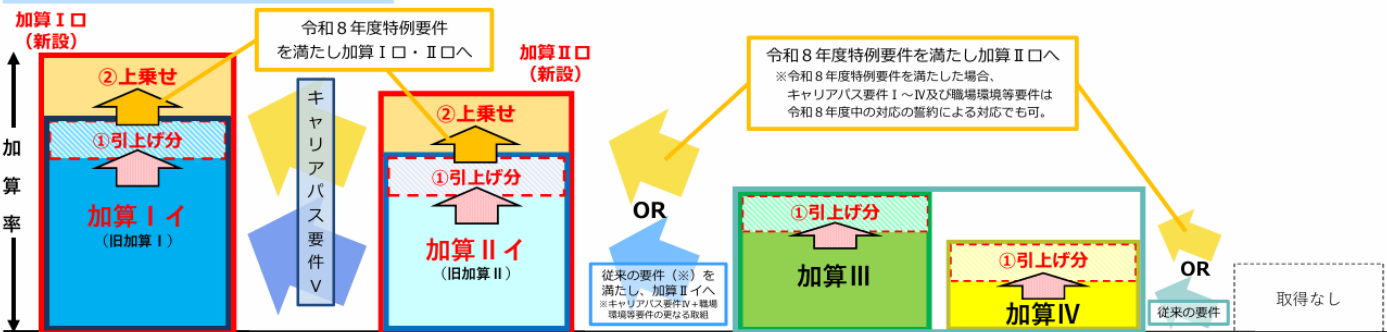 加算Ⅰロ
（新設）
②上乗せ
①引上げ分
加算Ⅰイ
（旧加算Ⅰ）
加算率
令和８年度特例要件
を満たし加算Ⅰロ・Ⅱロへ
キャリアパス要件Ⅴ
加算Ⅱロ
（新設）
②上乗せ
①引上げ分
加算Ⅱイ
（旧加算Ⅱ）
OR
従来の要件（※）を
満たし、加算Ⅱイへ
※キャリアパス要件Ⅳ＋職場
環境等要件の更なる取組
令和８年度特例要件を満たし加算Ⅱロへ
※令和８年度特例要件を満たした場合、
キャリアパス要件Ⅰ～Ⅳ及び職場環境等要件は
令和８年度中の対応の誓約による対応でも可。
①引上げ分
加算Ⅲ
①引上げ分
加算Ⅳ
OR
従来の要件
取得なし